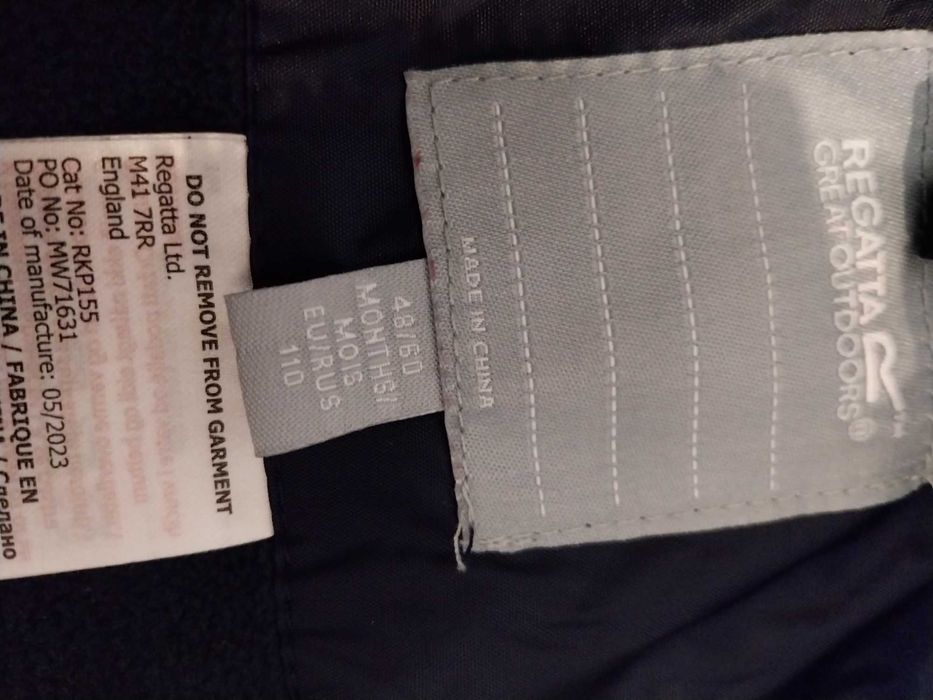 REGATTA
GREAT OUTDOORS®
MADE IN CHINA
48/60
MONTHS/
MOIS
EU/RUS
110
DO NOT REMOVE FROM GARMENT
Regatta Ltd.
M41 7RR
England
Cat No: RKP155
PO No: MW71631
Date of manufacture: 05/2023
IN CHINA / FABRIQUE EN
/ Сделано